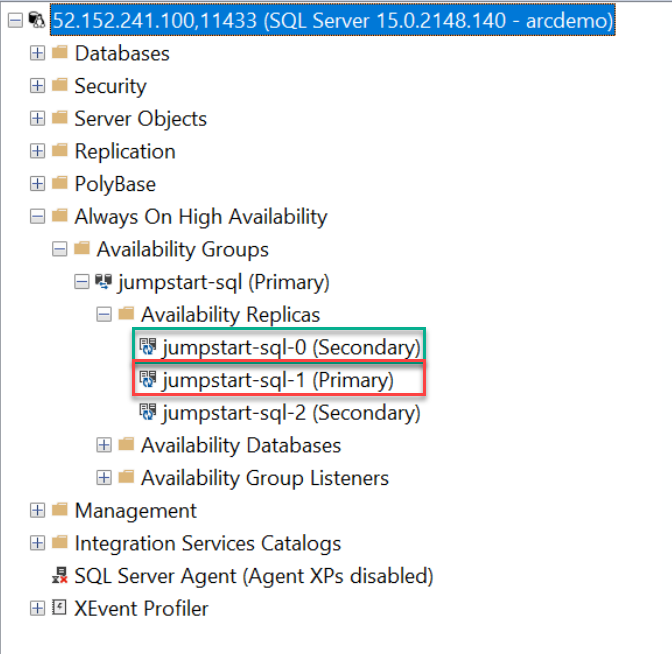 52.152.241.100,11433 (SQL Server 15.0.2148.140 - arcdemo)
Databases
Security
Server Objects
Replication
PolyBase
Always On High Availability
Availability Groups
jumpstart-sql (Primary)
Availability Replicas
jumpstart-sql-0 (Secondary)
jumpstart-sql-1 (Primary)
jumpstart-sql-2 (Secondary)
Availability Databases
Availability Group Listeners
Management
Integration Services Catalogs
SQL Server Agent (Agent XPs disabled)
XEvent Profiler